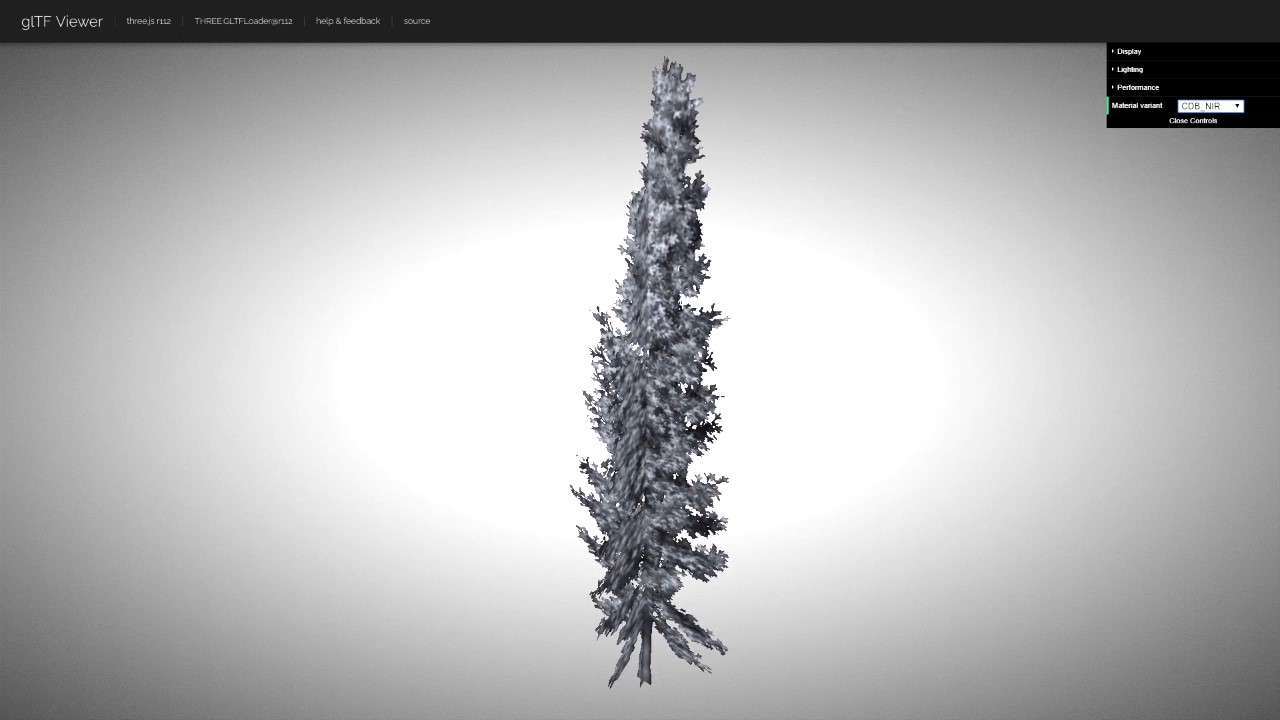 glTF Viewer three.js r112 THREE.GLTFLoader@r112 help & feedback source
Display
Lighting
Performance
Material variant CDB_NIR
Close Controls